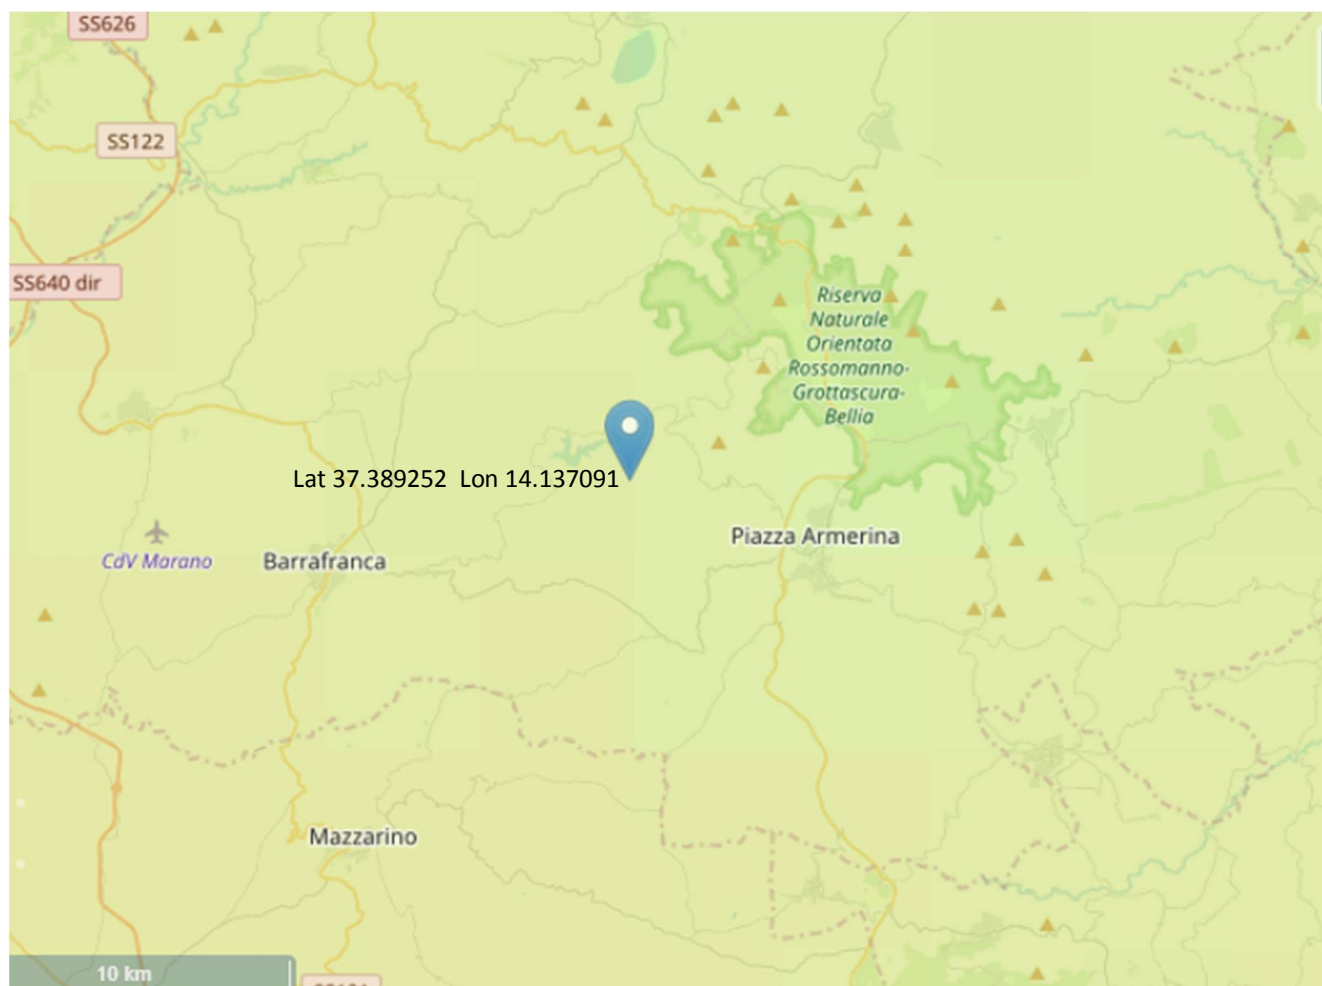 SS626
SS122
SS640 dir
Riserva
Naturale
Orientata
Rossomanno-
Grottascura-
Bellia
Lat 37.389252 Lon 14.137091
Piazza Armerina
CdV Marano
Barrafranca
Mazzarino
10 km